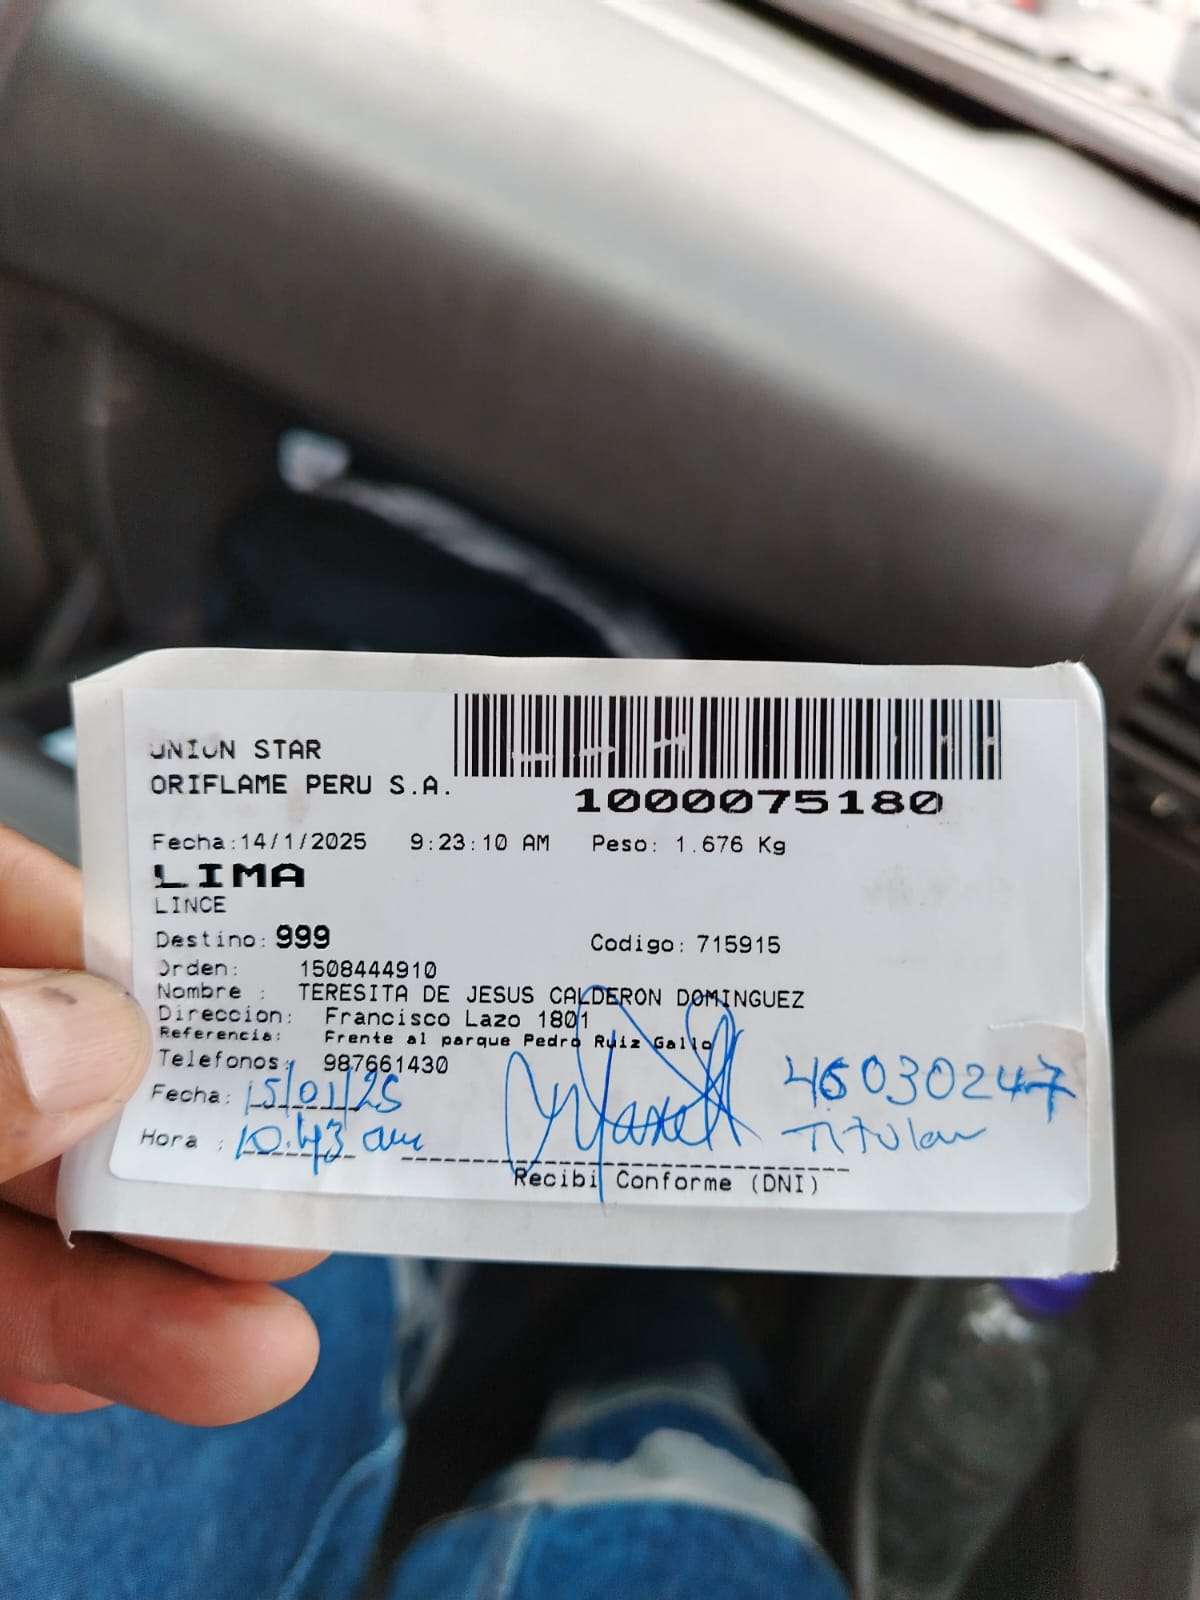 UNION STAR
ORIFLAME PERU S.A.
1000075180
Fecha:14/1/2025 9:23:10 AM Peso: 1.676 Kg
LIMA
LINCE
Destino: 999 Codigo: 715915
Orden: 1508444910
Nombre : TERESITA DE JESUS CALDERON DOMINGUEZ
Direccion: Francisco Lazo 1801
Referencia: Frente al parque Pedro Ruiz Gallo
Telefonos: 987661430
Fecha: 15/01/25 46030247
Hora : 10:43 am Titular
Recibi Conforme (DNI)